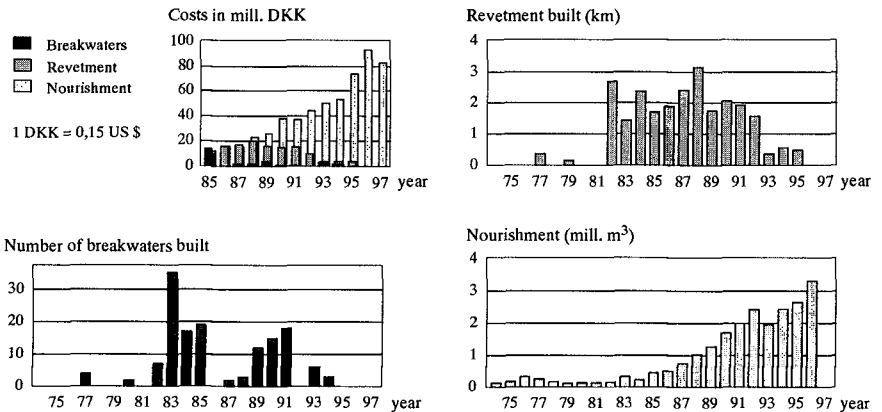 Costs in mill. DKK
Breakwaters
Revetment
Nourishment
1 DKK = 0,15 US $
100
80
60
40
20
0
85 87 89 91 93 95 97 year
Revetment built (km)
4
3
2
1
0
75 77 79 81 83 85 87 89 91 93 95 97 year
Number of breakwaters built
30
20
10
0
75 77 79 81 83 85 87 89 91 93 95 97 year
Nourishment (mill. m³)
4
3
2
1
0
75 77 79 81 83 85 87 89 91 93 95 97 year